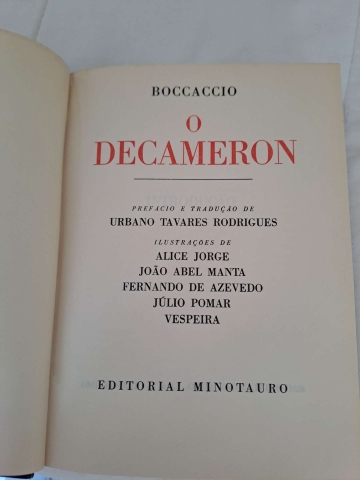 BOCCACCIO
O
DECAMERON
PREFACIO E TRADUÇÃO DE
URBANO TAVARES RODRIGUES
ILUSTRAÇÕES DE
ALICE JORGE
JOÃO ABEL MANTA
FERNANDO DE AZEVEDO
JÚLIO POMAR
VESPEIRA
EDITORIAL MINOTAURO